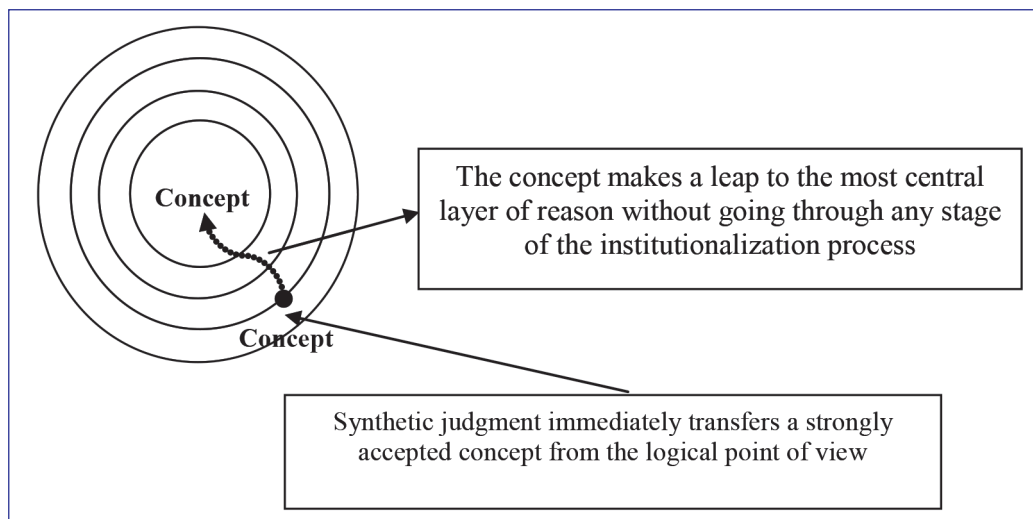 Concept
The concept makes a leap to the most central
layer of reason without going through any stage
of the institutionalization process
Concept
Synthetic judgment immediately transfers a strongly
accepted concept from the logical point of view